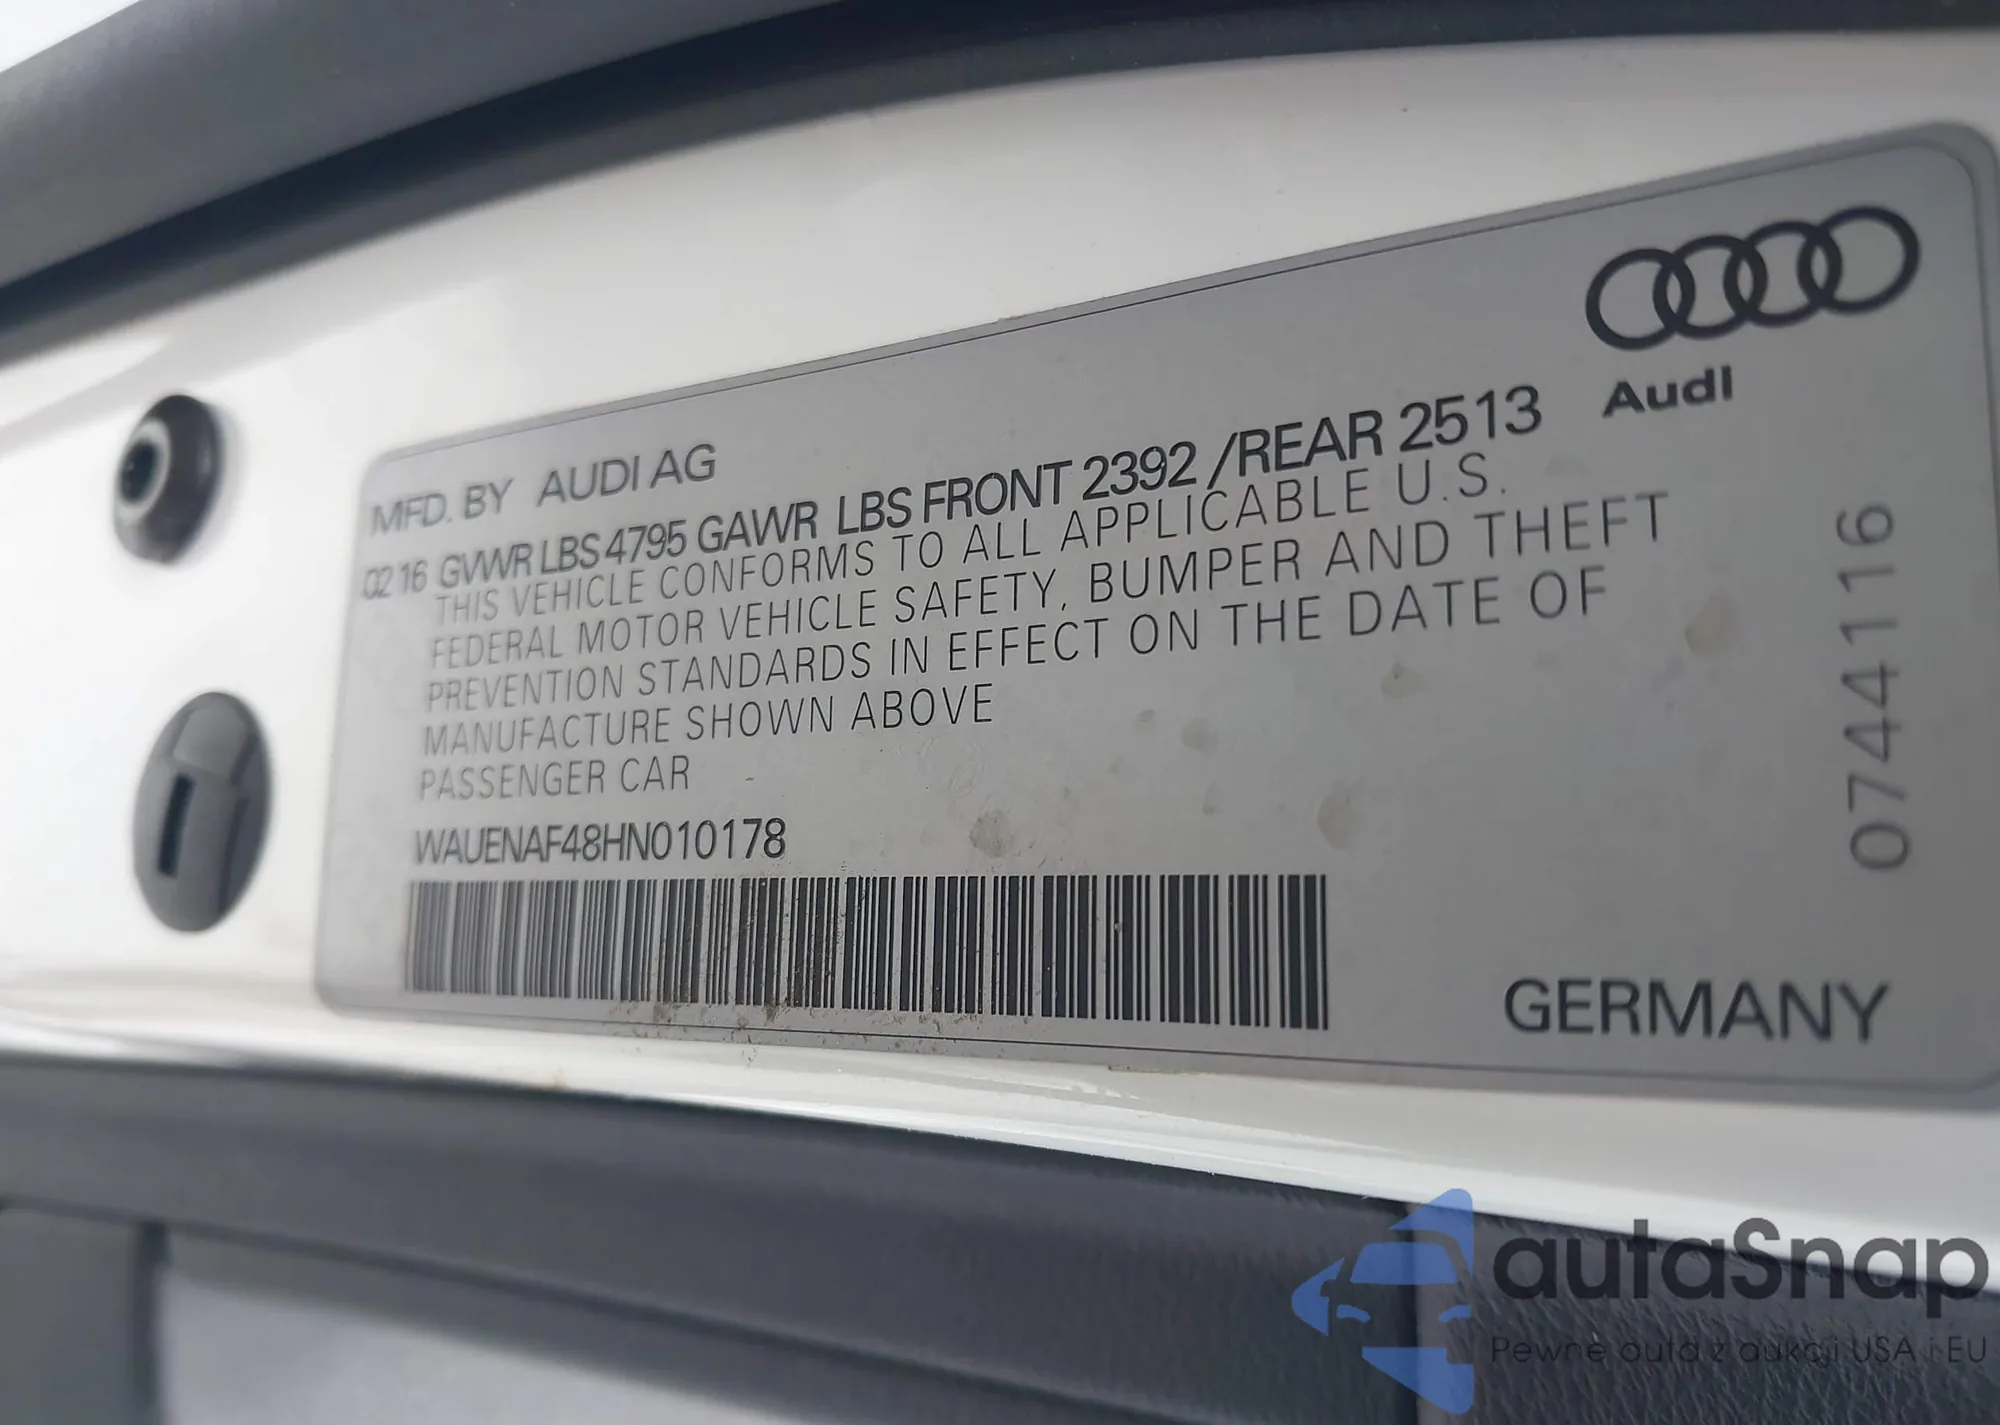 Audi
MFD. BY AUDI AG
02 16 GVWR LBS 4795 GAWR LBS FRONT 2392 /REAR 2513
THIS VEHICLE CONFORMS TO ALL APPLICABLE U.S.
FEDERAL MOTOR VEHICLE SAFETY, BUMPER AND THEFT
PREVENTION STANDARDS IN EFFECT ON THE DATE OF
MANUFACTURE SHOWN ABOVE
PASSENGER CAR
WAUENAF48HN010178
0744116
GERMANY
autaSnap
Pewne auta z aukcji USA i EU